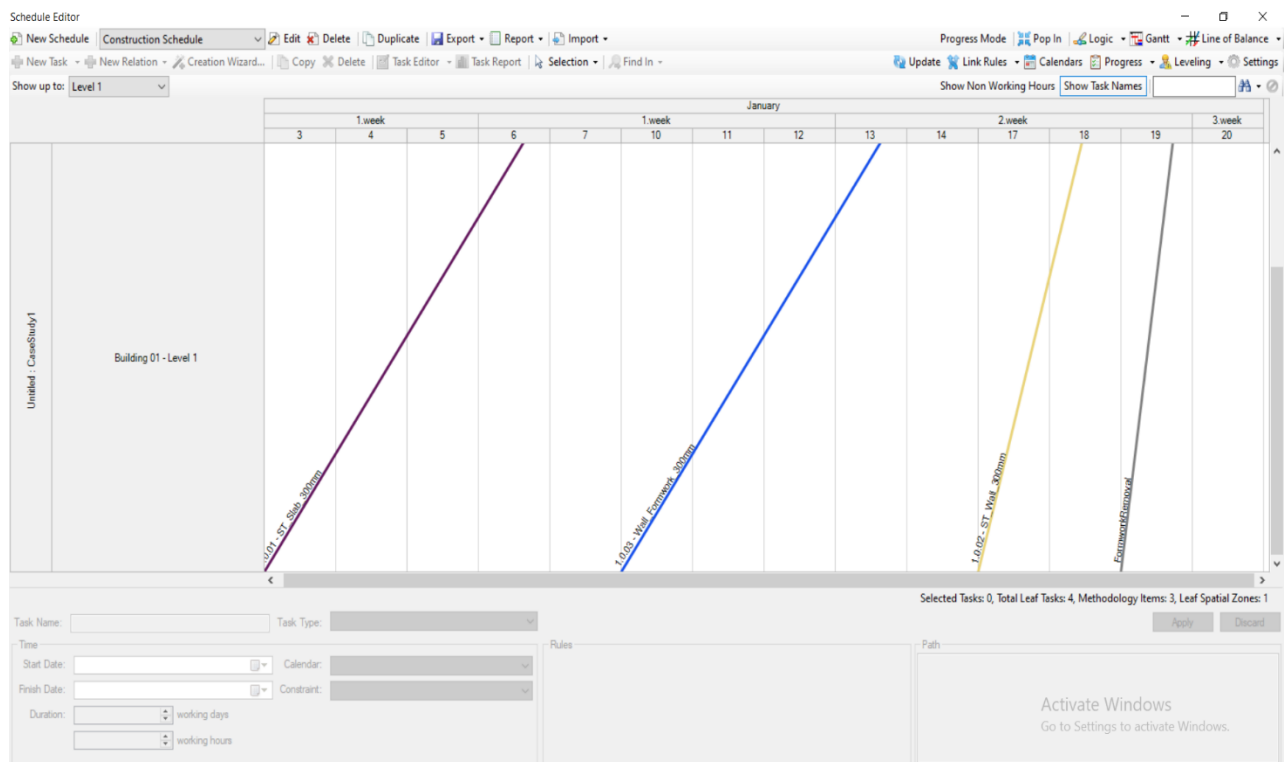 Schedule Editor
New Schedule Construction Schedule Edit Delete Duplicate Export Report Import Progress Mode Pop In Logic Gantt Line of Balance
New Task New Relation Creation Wizard... Copy Delete Task Editor Task Report Selection Find In Update Link Rules Calendars Progress Leveling Settings
Show up to: Level 1 Show Non Working Hours Show Task Names
January
1.week 1.week 2.week 3.week
3 4 5 6 7 10 11 12 13 14 17 18 19 20
Untitled : CaseStudy1
Building 01 - Level 1
.0.01 - ST_Slab_300mm
1.0.03 - Wall_Formwork_300mm
1.0.02 - ST_Wall_300mm
FormworkRemoval
Selected Tasks: 0, Total Leaf Tasks: 4, Methodology Items: 3, Leaf Spatial Zones: 1
Task Name: Task Type: Apply Discard
Time Rules Path
Start Date: Calendar:
Finish Date: Constraint:
Duration: working days
working hours
Activate Windows
Go to Settings to activate Windows.